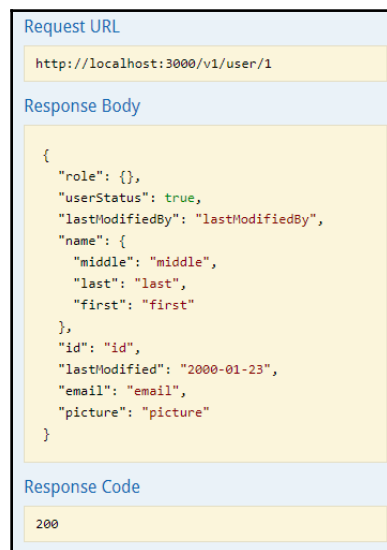 Request URL
http://localhost:3000/v1/user/1
Response Body
{
"role": {},
"userStatus": true,
"lastModifiedBy": "lastModifiedBy",
"name": {
"middle": "middle",
"last": "last",
"first": "first"
},
"id": "id",
"lastModified": "2000-01-23",
"email": "email",
"picture": "picture"
}
Response Code
200